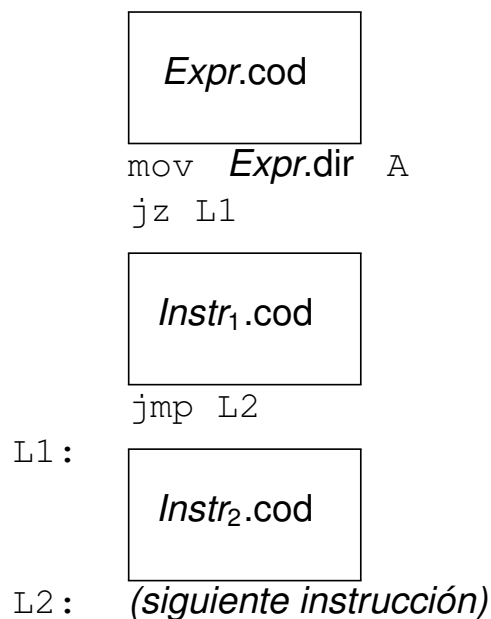 Expr.cod
mov Expr.dir A
jz L1
Instr₁.cod
jmp L2
L1:
Instr₂.cod
L2: (siguiente instrucción)